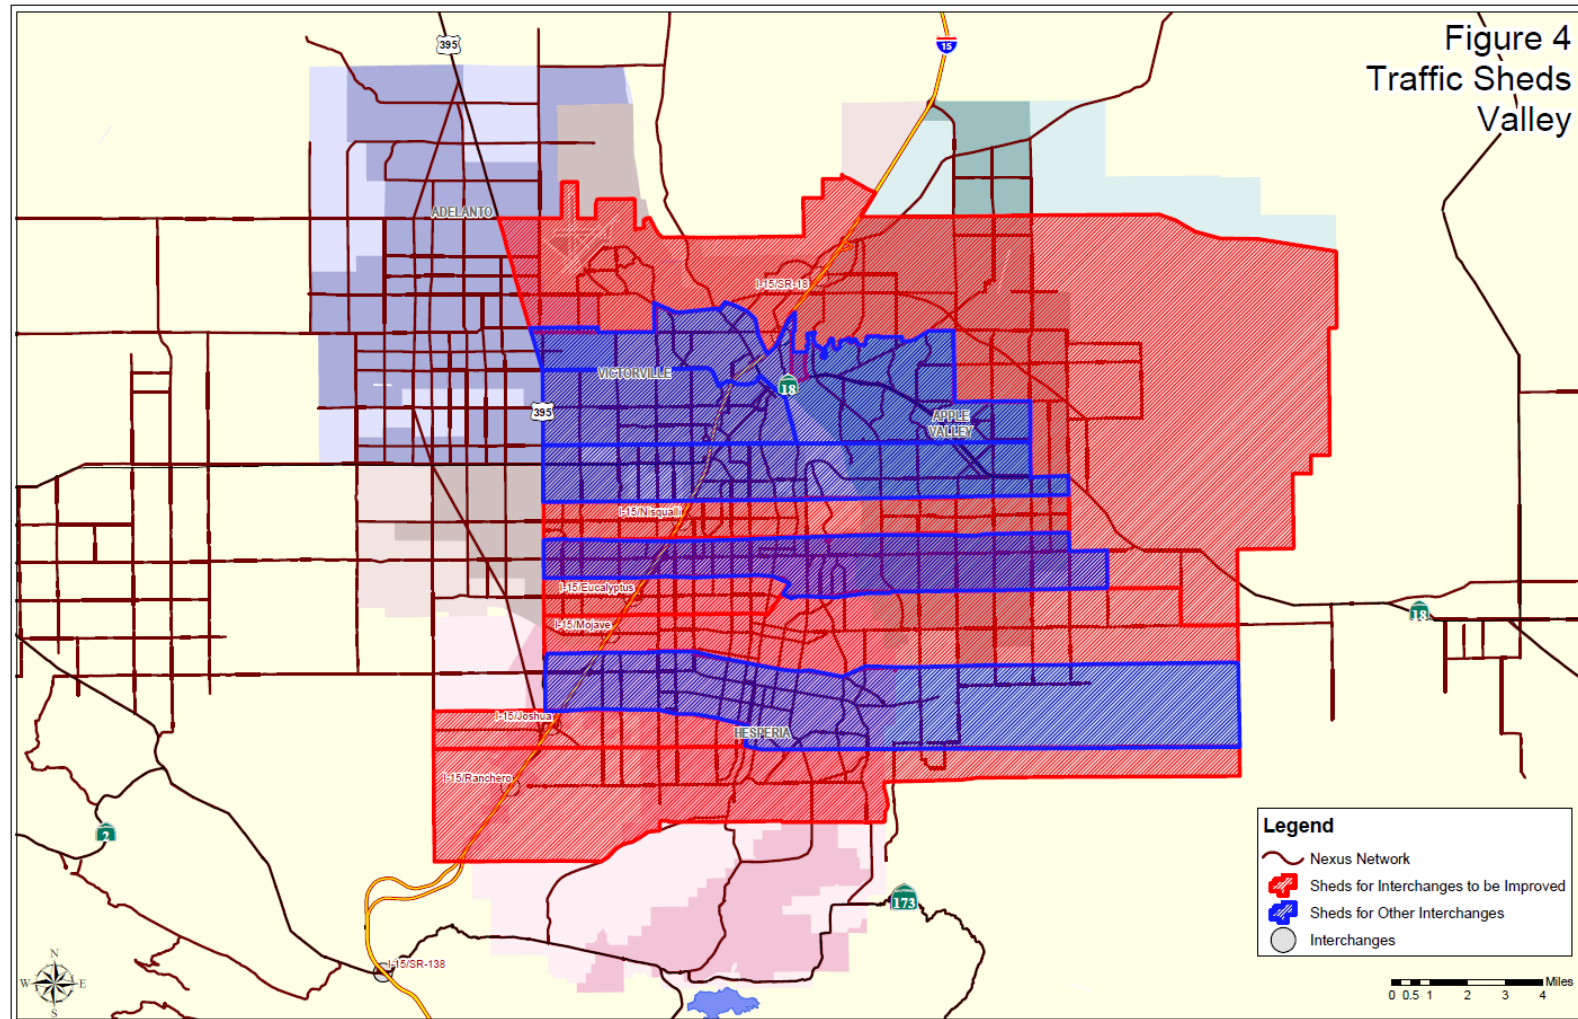 Figure 4
Traffic Sheds
Valley
395
15
ADELANTO
I-15/SR-18
VICTORVILLE
18
395
APPLE
VALLEY
I-15/Nisqualli
I-15/Eucalyptus
I-15/Mojave
18
I-15/Joshua
HESPERIA
I-15/Ranchero
2
173
I-15/SR-138
Legend
Nexus Network
Sheds for Interchanges to be Improved
Sheds for Other Interchanges
Interchanges
N
W E
S
Miles
0 0.5 1 2 3 4